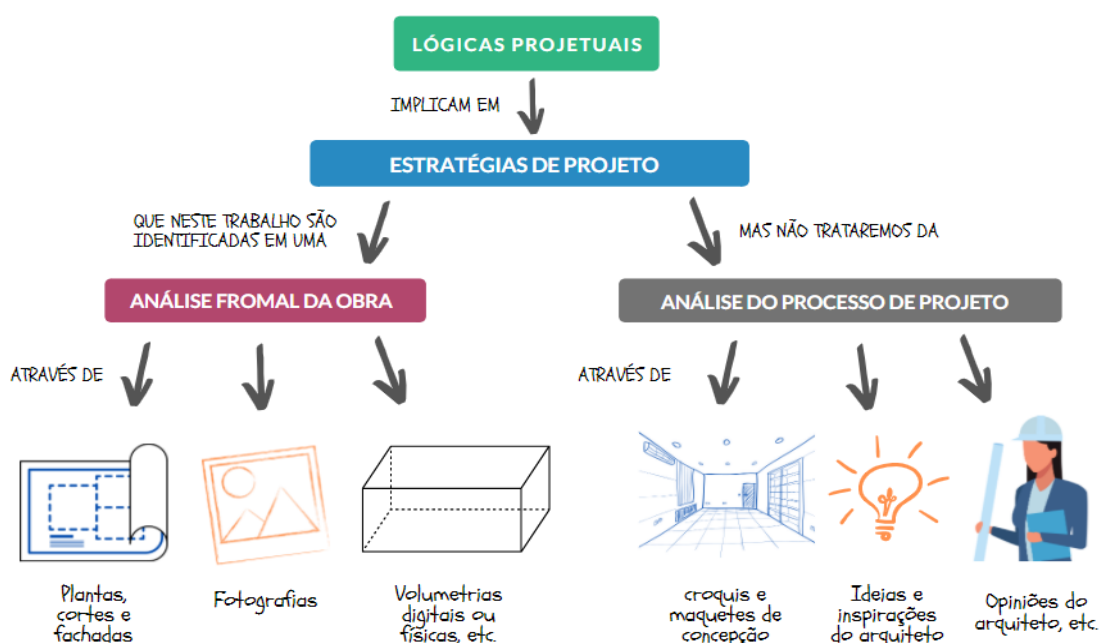 LÓGICAS PROJETUAIS
IMPLICAM EM
ESTRATÉGIAS DE PROJETO
QUE NESTE TRABALHO SÃO
IDENTIFICADAS EM UMA
MAS NÃO TRATAREMOS DA
ANÁLISE FROMAL DA OBRA
ANÁLISE DO PROCESSO DE PROJETO
ATRAVÉS DE
ATRAVÉS DE
Plantas,
cortes e
fachadas
Fotografias
Volumetrias
digitais ou
físicas, etc.
croquis e
maquetes de
concepção
Ideias e
inspirações
do arquiteto
Opiniões do
arquiteto, etc.